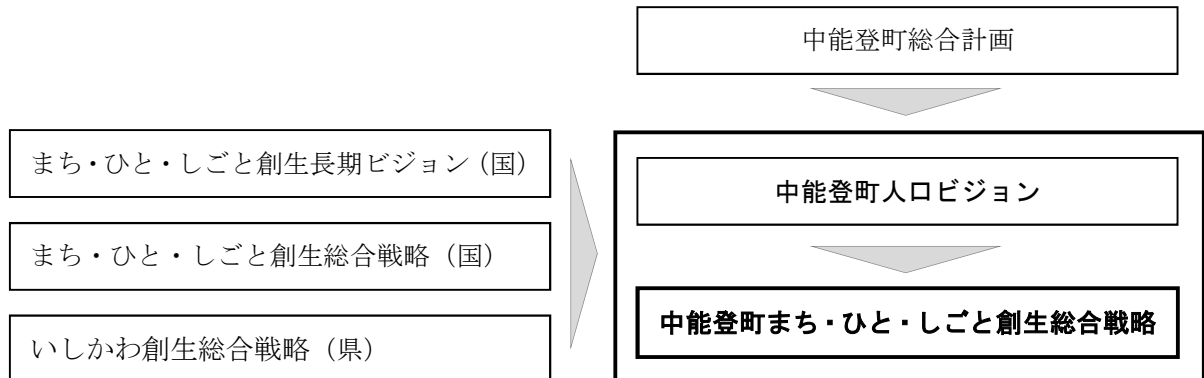 中能登町総合計画
まち・ひと・しごと創生長期ビジョン（国）
まち・ひと・しごと創生総合戦略（国）
いしかわ創生総合戦略（県）
中能登町人口ビジョン
中能登町まち・ひと・しごと創生総合戦略